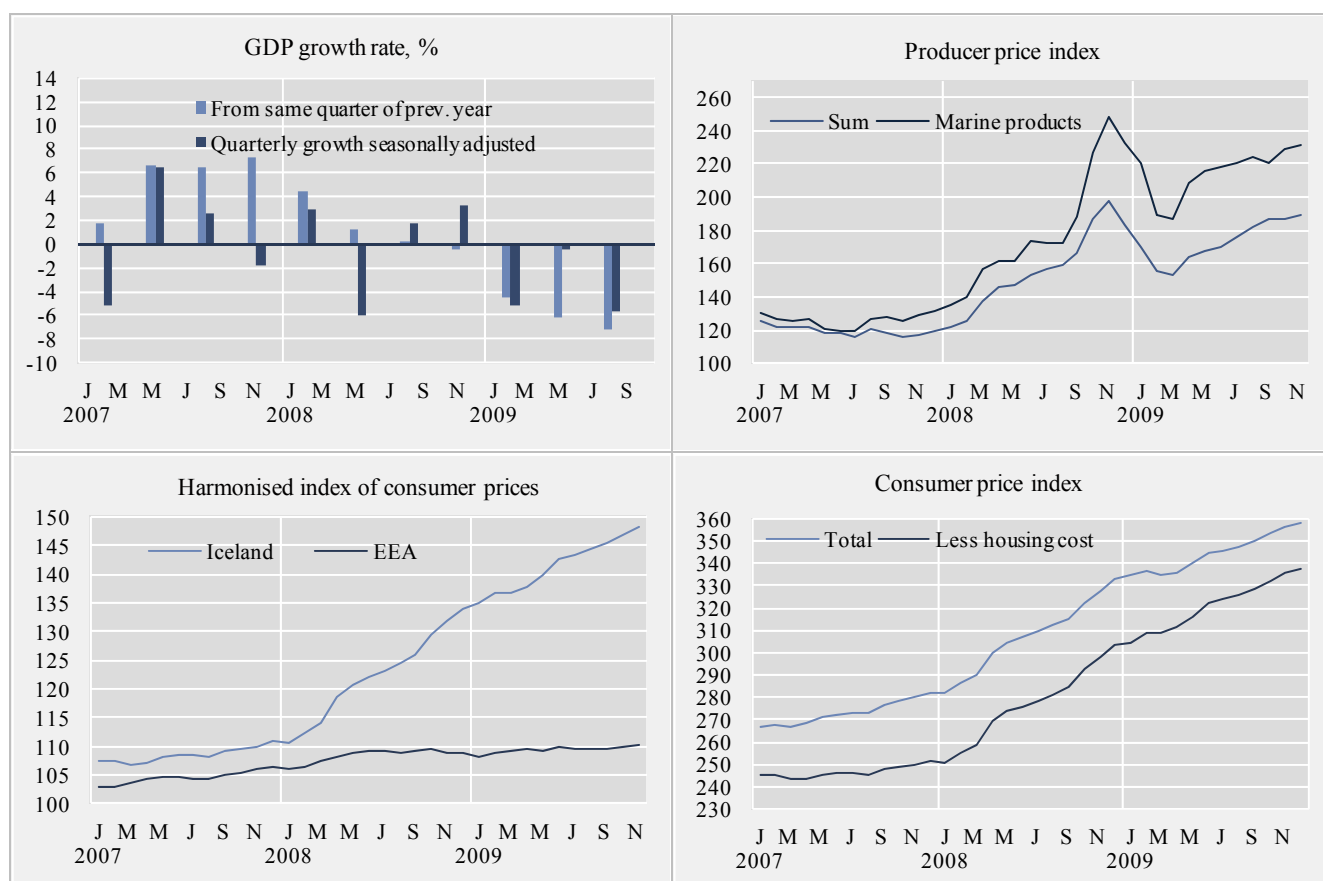 GDP growth rate, %
14
12
10
8
6
4
2
0
-2
-4
-6
-8
-10
From same quarter of prev. year
Quarterly growth seasonally adjusted
J M M J S N J M M J S N J M M J S
2007 2008 2009
Producer price index
260
240
220
200
180
160
140
120
100
Sum Marine products
J M M J S N J M M J S N J M M J S N
2007 2008 2009
Harmonised index of consumer prices
150
145
140
135
130
125
120
115
110
105
100
Iceland EEA
J M M J S N J M M J S N J M M J S N
2007 2008 2009
Consumer price index
360
350
340
330
320
310
300
290
280
270
260
250
240
230
Total Less housing cost
J M M J S N J M M J S N J M M J S N
2007 2008 2009